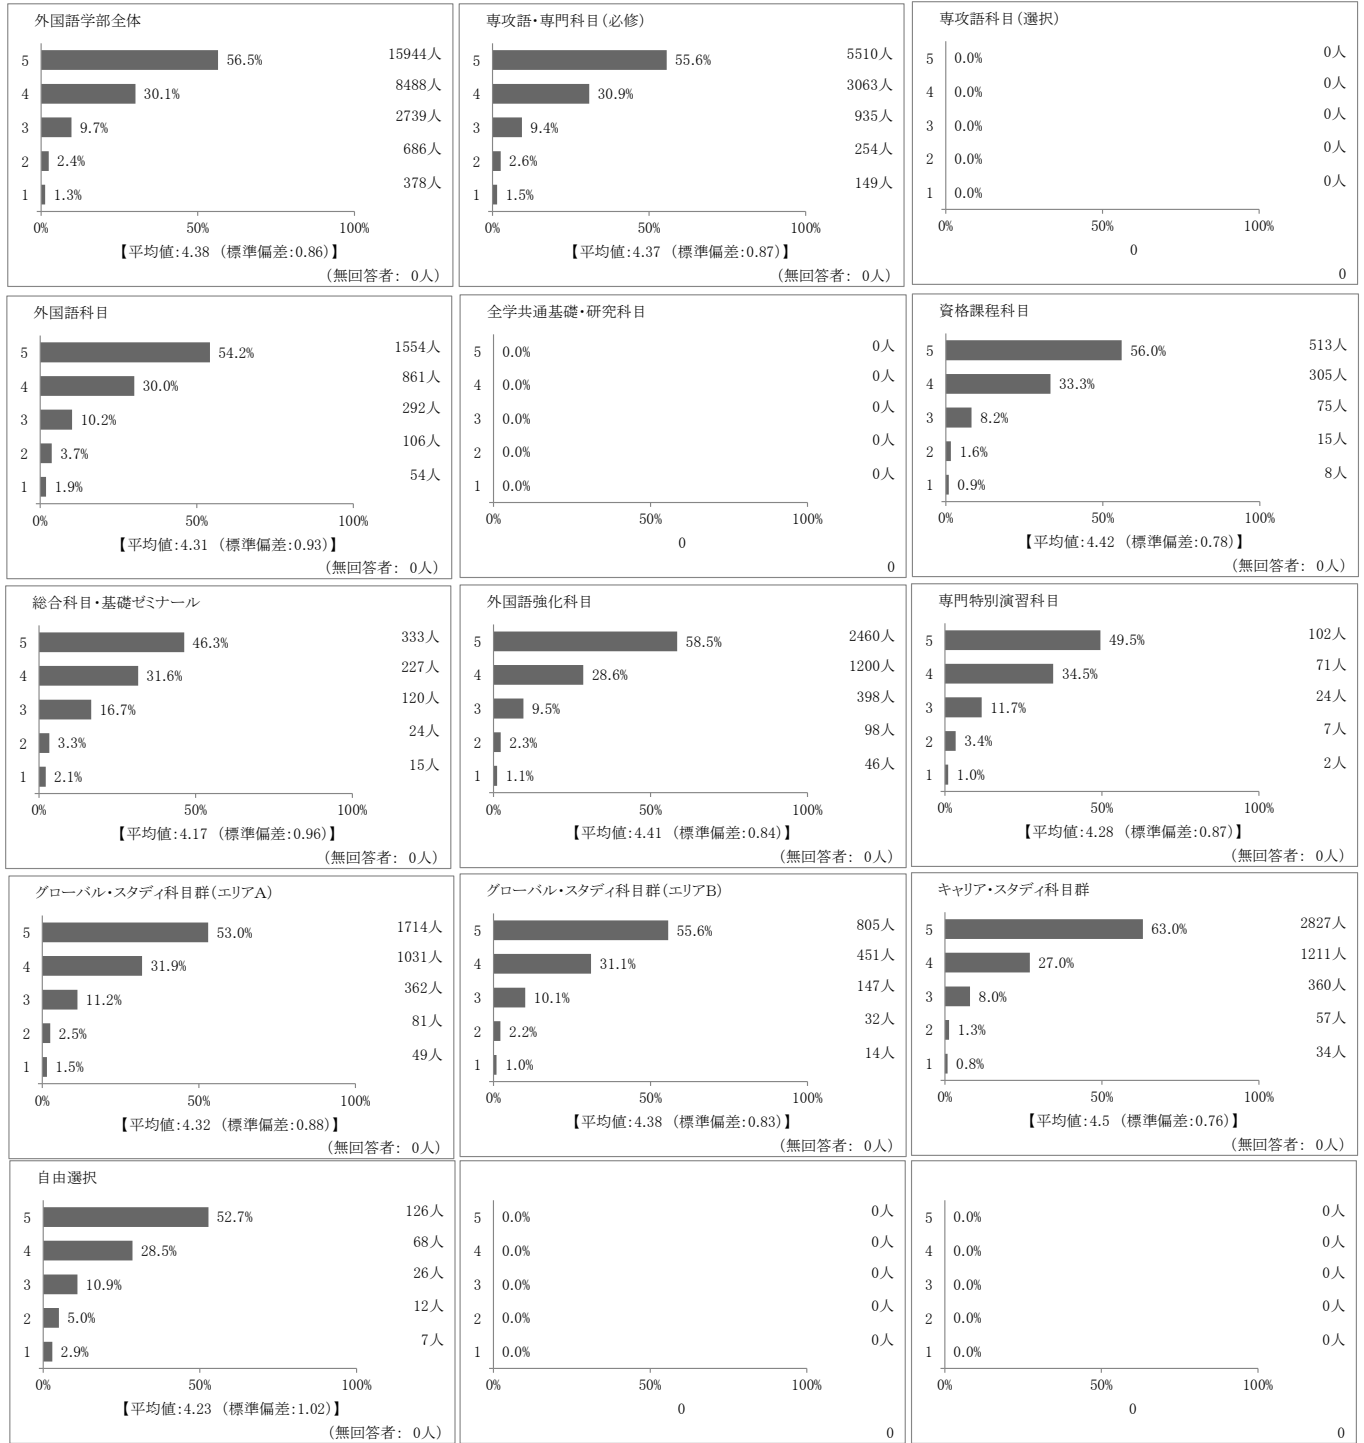 外国語学部全体
5 56.5% 15944人
4 30.1% 8488人
3 9.7% 2739人
2 2.4% 686人
1 1.3% 378人
0% 50% 100%
【平均値:4.38 (標準偏差:0.86)】
(無回答者: 0人)
専攻語・専門科目(必修)
5 55.6% 5510人
4 30.9% 3063人
3 9.4% 935人
2 2.6% 254人
1 1.5% 149人
0% 50% 100%
【平均値:4.37 (標準偏差:0.87)】
(無回答者: 0人)
専攻語科目(選択)
5 0.0% 0人
4 0.0% 0人
3 0.0% 0人
2 0.0% 0人
1 0.0% 0人
0% 50% 100%
0
0
外国語科目
5 54.2% 1554人
4 30.0% 861人
3 10.2% 292人
2 3.7% 106人
1 1.9% 54人
0% 50% 100%
【平均値:4.31 (標準偏差:0.93)】
(無回答者: 0人)
全学共通基礎・研究科目
5 0.0% 0人
4 0.0% 0人
3 0.0% 0人
2 0.0% 0人
1 0.0% 0人
0% 50% 100%
0
0
資格課程科目
5 56.0% 513人
4 33.3% 305人
3 8.2% 75人
2 1.6% 15人
1 0.9% 8人
0% 50% 100%
【平均値:4.42 (標準偏差:0.78)】
(無回答者: 0人)
総合科目・基礎ゼミナール
5 46.3% 333人
4 31.6% 227人
3 16.7% 120人
2 3.3% 24人
1 2.1% 15人
0% 50% 100%
【平均値:4.17 (標準偏差:0.96)】
(無回答者: 0人)
外国語強化科目
5 58.5% 2460人
4 28.6% 1200人
3 9.5% 398人
2 2.3% 98人
1 1.1% 46人
0% 50% 100%
【平均値:4.41 (標準偏差:0.84)】
(無回答者: 0人)
専門特別演習科目
5 49.5% 102人
4 34.5% 71人
3 11.7% 24人
2 3.4% 7人
1 1.0% 2人
0% 50% 100%
【平均値:4.28 (標準偏差:0.87)】
(無回答者: 0人)
グローバル・スタディ科目群(エリアA)
5 53.0% 1714人
4 31.9% 1031人
3 11.2% 362人
2 2.5% 81人
1 1.5% 49人
0% 50% 100%
【平均値:4.32 (標準偏差:0.88)】
(無回答者: 0人)
グローバル・スタディ科目群(エリアB)
5 55.6% 805人
4 31.1% 451人
3 10.1% 147人
2 2.2% 32人
1 1.0% 14人
0% 50% 100%
【平均値:4.38 (標準偏差:0.83)】
(無回答者: 0人)
キャリア・スタディ科目群
5 63.0% 2827人
4 27.0% 1211人
3 8.0% 360人
2 1.3% 57人
1 0.8% 34人
0% 50% 100%
【平均値:4.5 (標準偏差:0.76)】
(無回答者: 0人)
自由選択
5 52.7% 126人
4 28.5% 68人
3 10.9% 26人
2 5.0% 12人
1 2.9% 7人
0% 50% 100%
【平均値:4.23 (標準偏差:1.02)】
(無回答者: 0人)
5 0.0% 0人
4 0.0% 0人
3 0.0% 0人
2 0.0% 0人
1 0.0% 0人
0% 50% 100%
0
0
5 0.0% 0人
4 0.0% 0人
3 0.0% 0人
2 0.0% 0人
1 0.0% 0人
0% 50% 100%
0
0